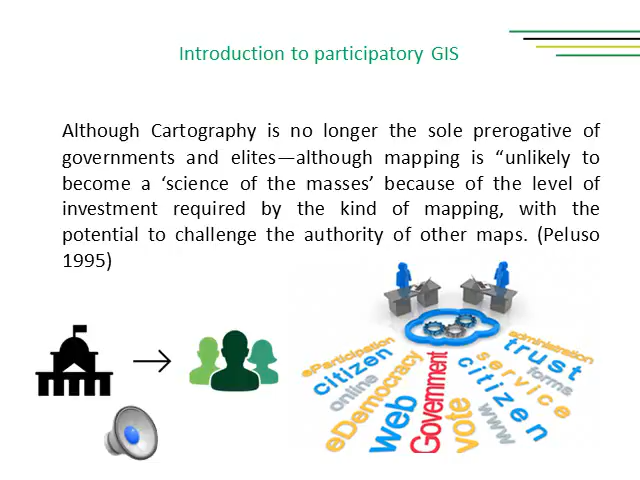 Introduction to participatory GIS
Although Cartography is no longer the sole prerogative of
governments and elites—although mapping is “unlikely to
become a ‘science of the masses’ because of the level of
investment required by the kind of mapping, with the
potential to challenge the authority of other maps. (Peluso
1995)
eParticipation
citizen
online
eDemocracy
web
Government
vote
www
citizen
service
forms
trust
administration